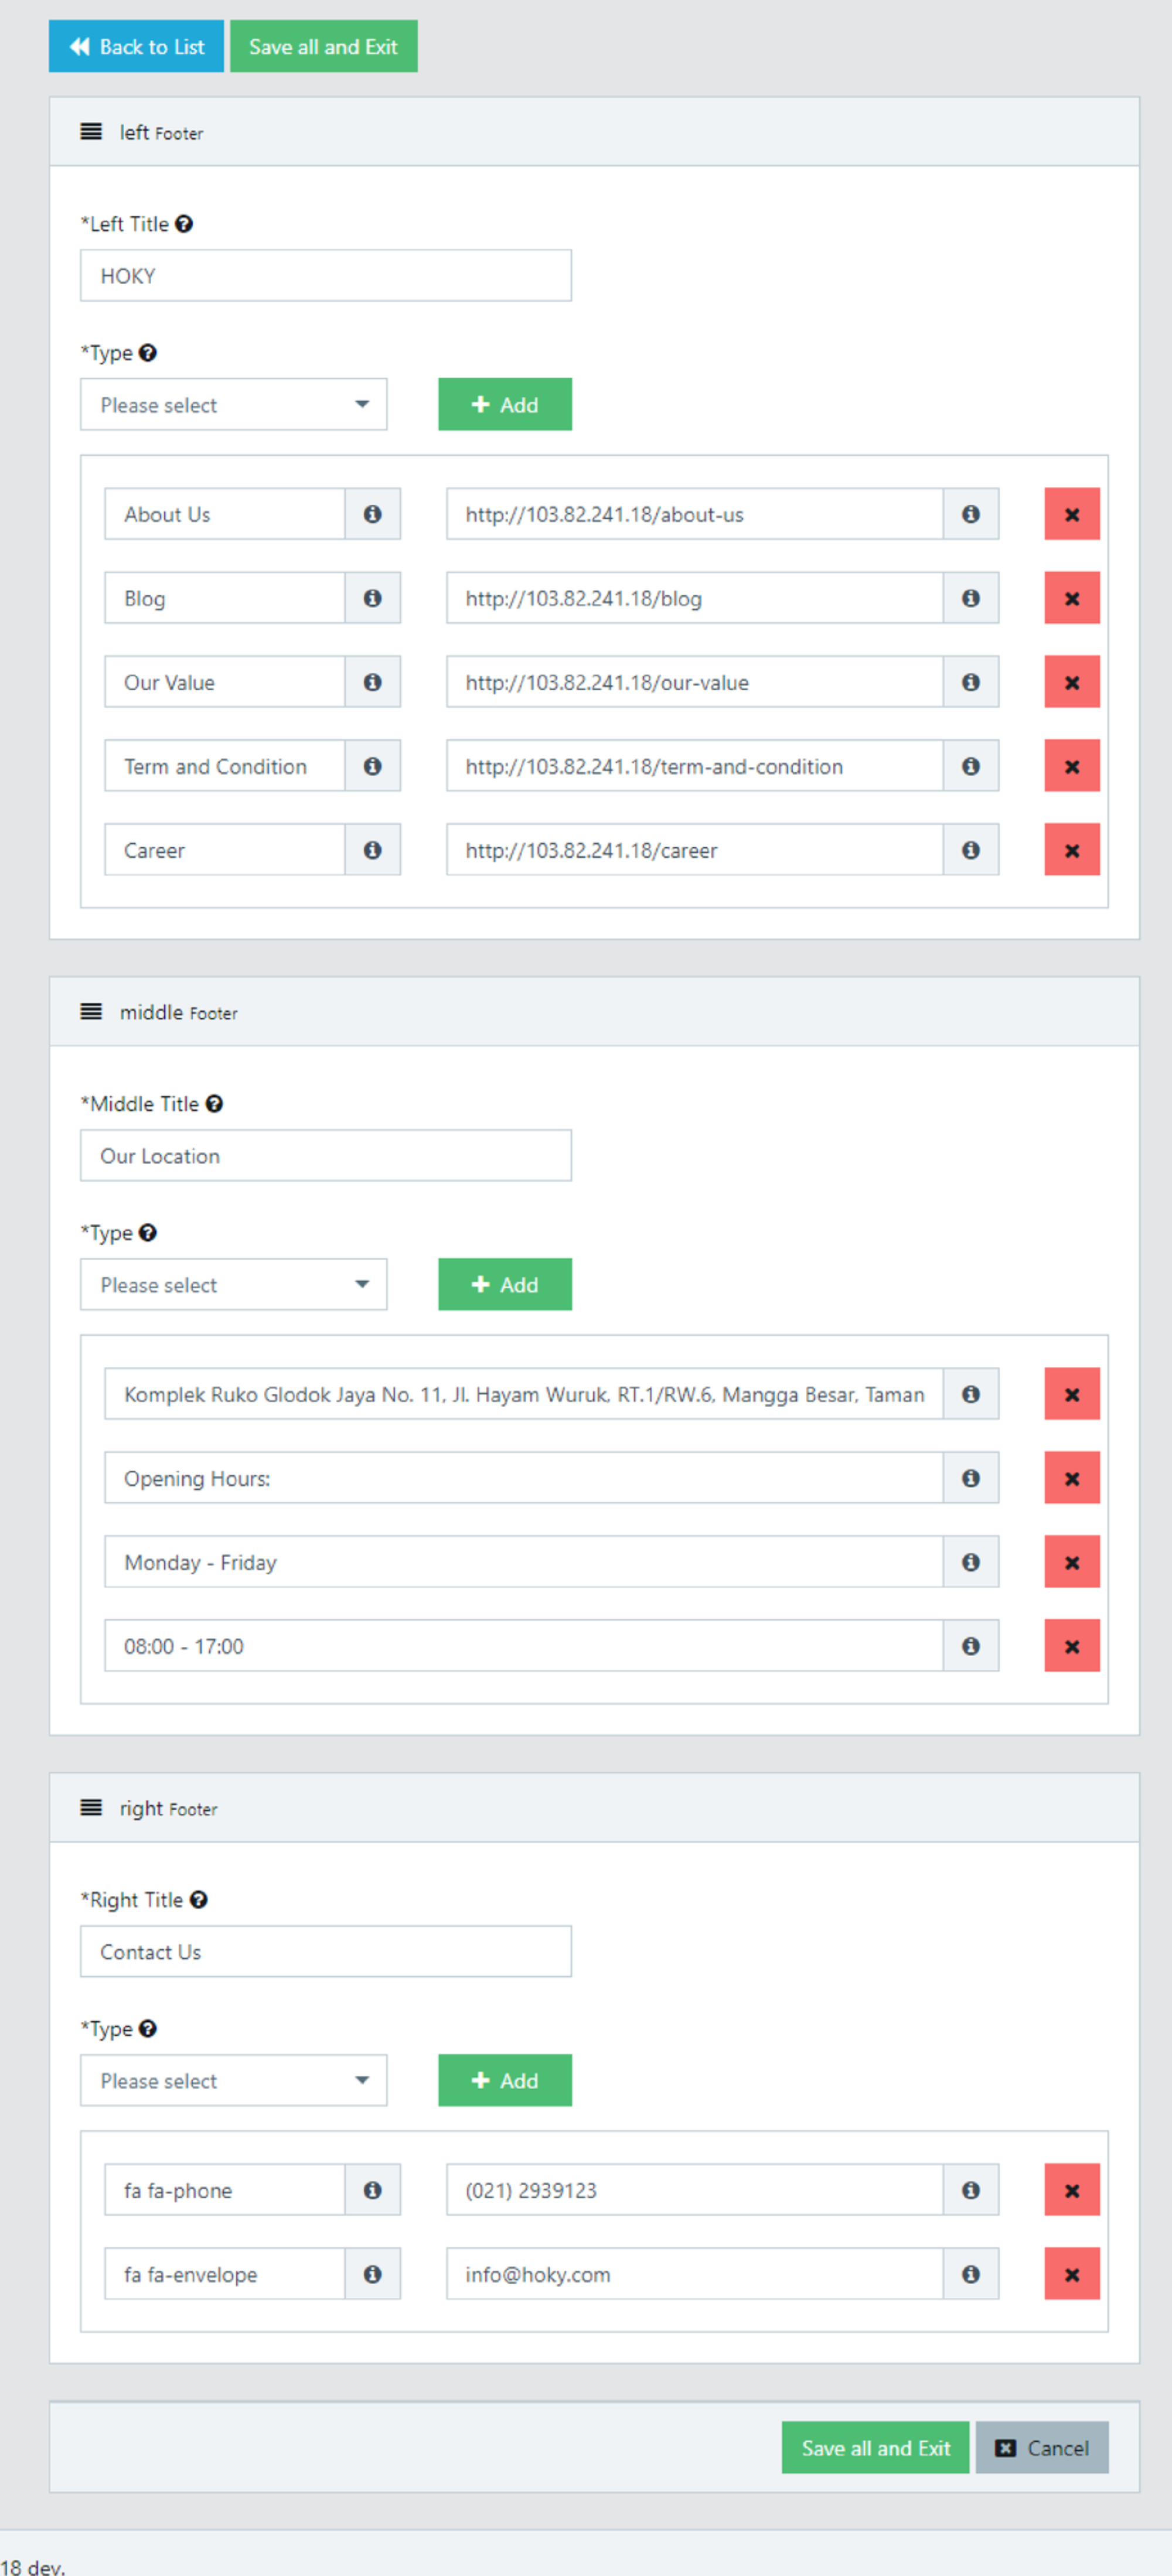 Back to List Save all and Exit
left Footer
*Left Title
HOKY
*Type
Please select Add
About Us http://103.82.241.18/about-us
Blog http://103.82.241.18/blog
Our Value http://103.82.241.18/our-value
Term and Condition http://103.82.241.18/term-and-condition
Career http://103.82.241.18/career
middle Footer
*Middle Title
Our Location
*Type
Please select Add
Komplek Ruko Glodok Jaya No. 11, Jl. Hayam Wuruk, RT.1/RW.6, Mangga Besar, Taman
Opening Hours:
Monday - Friday
08:00 - 17:00
right Footer
*Right Title
Contact Us
*Type
Please select Add
fa fa-phone (021) 2939123
fa fa-envelope info@hoky.com
Save all and Exit Cancel
18 dev.